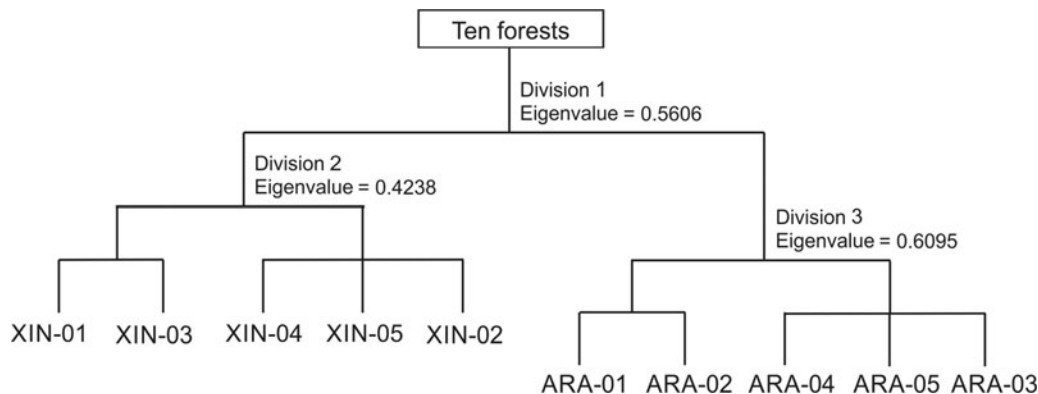 Ten forests
Division 1
Eigenvalue = 0.5606
Division 2
Eigenvalue = 0.4238
Division 3
Eigenvalue = 0.6095
XIN-01 XIN-03 XIN-04 XIN-05 XIN-02
ARA-01 ARA-02 ARA-04 ARA-05 ARA-03